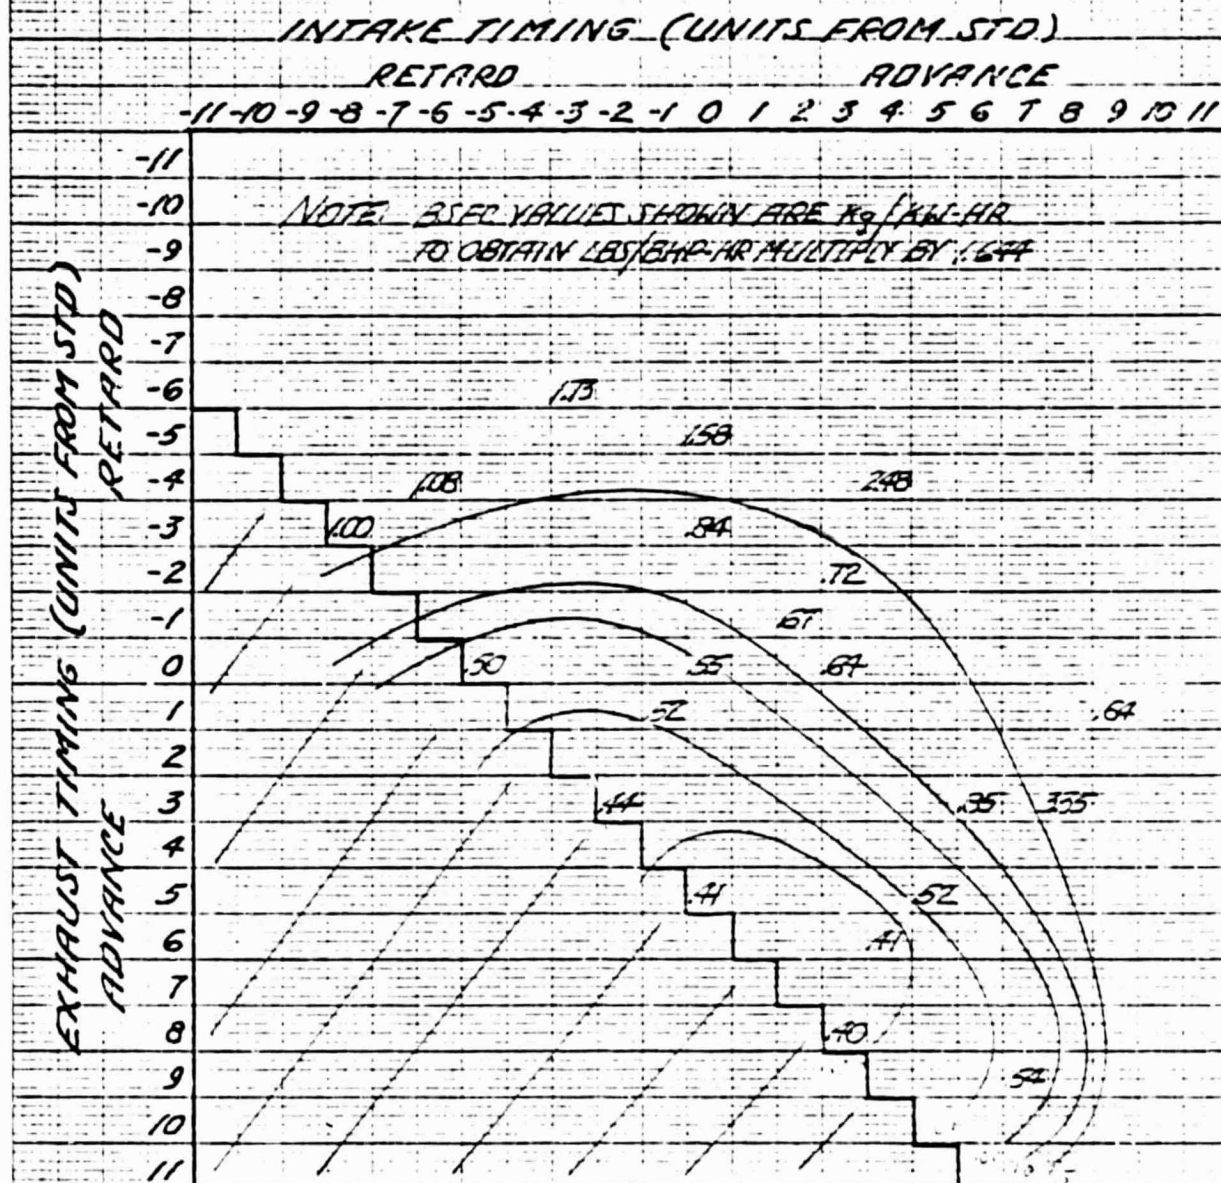 INTAKE TIMING (UNITS FROM STD)
RETARD ADVANCE
-11 -10 -9 -8 -7 -6 -5 -4 -3 -2 -1 0 1 2 3 4 5 6 7 8 9 10 11
EXHAUST TIMING (UNITS FROM STD)
RETARD
ADVANCE
-11
-10
NOTE: BSFC VALUES SHOWN ARE Kg/KW-HR
-9
TO OBTAIN LBS/BHP-HR MULTIPLY BY 1.644
-8
-7
-6 1.73
-5 1.58
-4 1.08 2.48
-3 1.00 .84
-2 .72
-1 .67
0 .50 .55 .67
1 .52 .64
2
3 .44 .95
4
5 .41 .52
6 .41
7
8 .40
9 .54
10
11